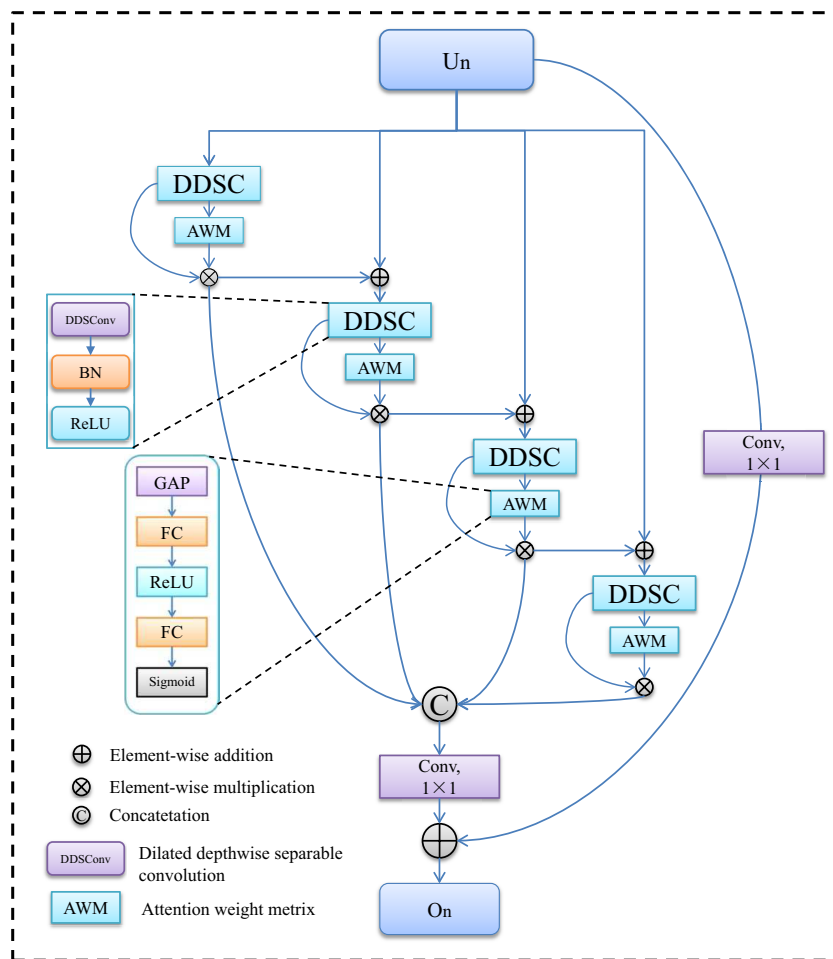 Un
DDSC
AWM
DDSConv
BN
ReLU
DDSC
AWM
GAP
FC
ReLU
FC
Sigmoid
DDSC
AWM
Conv,
1×1
DDSC
AWM
C
Conv,
1×1
On
Element-wise addition
Element-wise multiplication
C
Concatetation
DDSConv
Dilated depthwise separable
convolution
AWM
Attention weight metrix